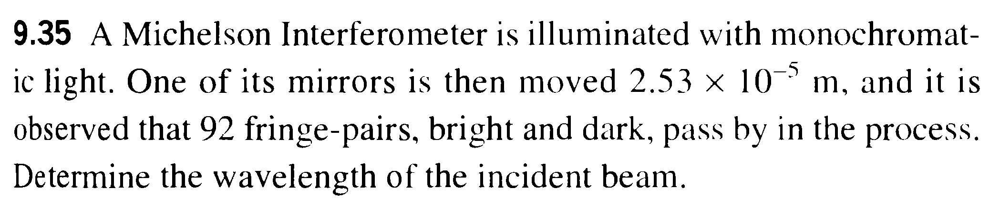 9.35 A Michelson Interferometer is illuminated with monochromat-
ic light. One of its mirrors is then moved 2.53 × 10⁻⁵ m, and it is
observed that 92 fringe-pairs, bright and dark, pass by in the process.
Determine the wavelength of the incident beam.